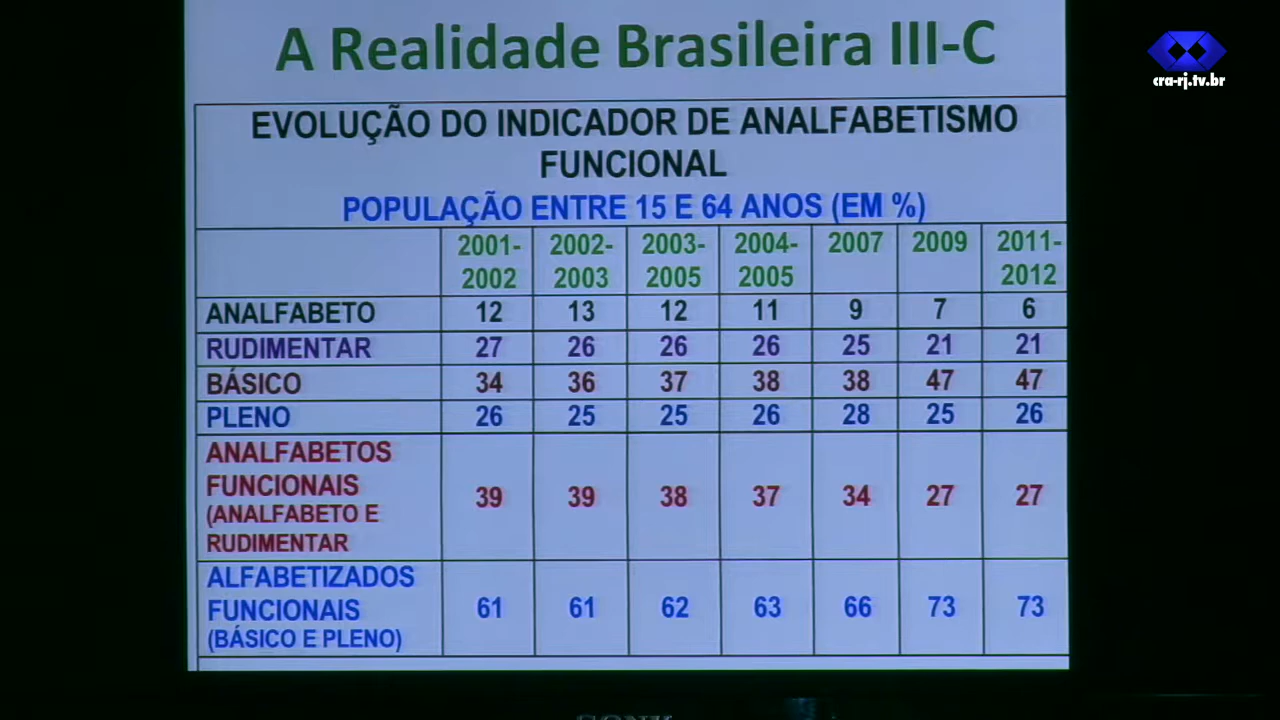 A Realidade Brasileira III-C
cra-rj.tv.br
EVOLUÇÃO DO INDICADOR DE ANALFABETISMO
FUNCIONAL
POPULAÇÃO ENTRE 15 E 64 ANOS (EM %)
2001-2002 2002-2003 2003-2005 2004-2005 2007 2009 2011-2012
ANALFABETO 12 13 12 11 9 7 6
RUDIMENTAR 27 26 26 26 25 21 21
BÁSICO 34 36 37 38 38 47 47
PLENO 26 25 25 26 28 25 26
ANALFABETOS
FUNCIONAIS
(ANALFABETO E
RUDIMENTAR
39 39 38 37 34 27 27
ALFABETIZADOS
FUNCIONAIS
(BÁSICO E PLENO)
61 61 62 63 66 73 73
SONY